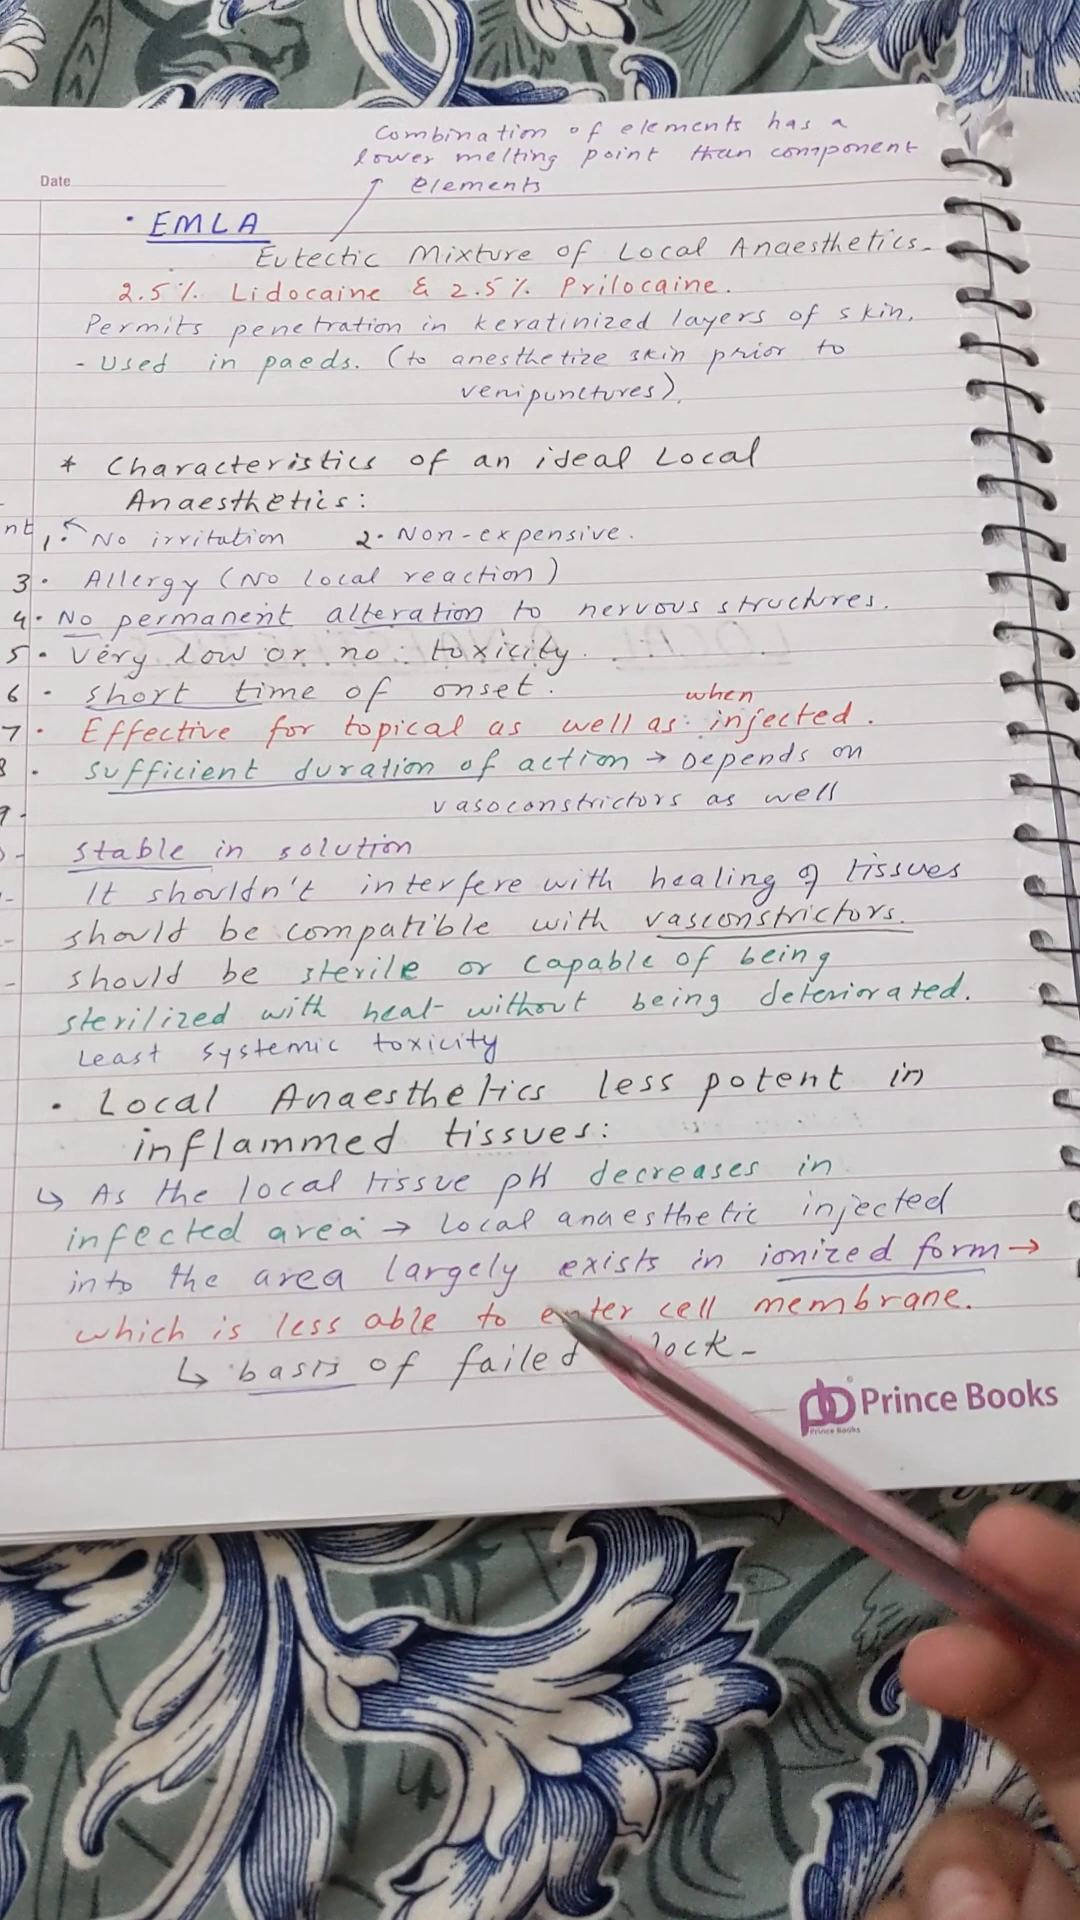 Combination of elements has a
lower melting point than component
elements
Date
• EMLA
Eutectic Mixture of Local Anaesthetics-
2.5% Lidocaine & 2.5% Prilocaine.
Permits penetration in keratinized layers of skin.
- Used in paeds. (to anesthetize skin prior to
venipunctures).
* Characteristics of an ideal Local
Anaesthetics:
nt
1. No irritation 2. Non-expensive.
3. Allergy (No local reaction)
4. No permanent alteration to nervous structures.
5. Very low or no toxicity.
6. short time of onset.
when
7. Effective for topical as well as injected.
8. Sufficient duration of action → Depends on
vasoconstrictors as well
9.
stable in solution
It shouldn't interfere with healing of tissues
should be compatible with vasconstrictors.
should be sterile or capable of being
sterilized with heat without being deteriorated.
Least systemic toxicity
• Local Anaesthetics less potent in
inflammed tissues:
↳ As the local tissue pH decreases in
infected area → local anaesthetic injected
into the area largely exists in ionized form →
which is less able to enter cell membrane.
↳ basis of failed lock-
Prince Books
Prince Books